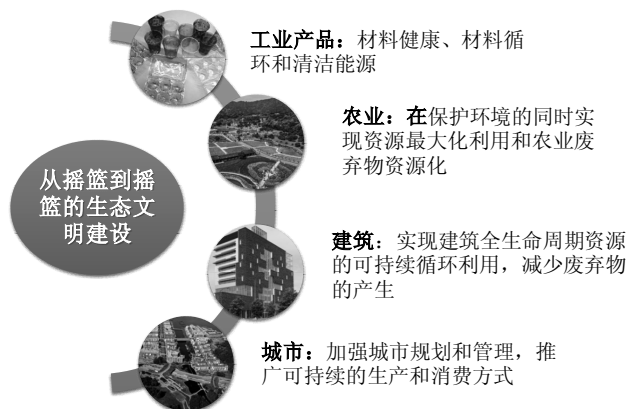 工业产品：材料健康、材料循
环和清洁能源
农业：在保护环境的同时实
现资源最大化利用和农业废
弃物资源化
从摇篮到摇
篮的生态文
明建设
建筑：实现建筑全生命周期资源
的可持续循环利用，减少废弃物
的产生
城市：加强城市规划和管理，推
广可持续的生产和消费方式